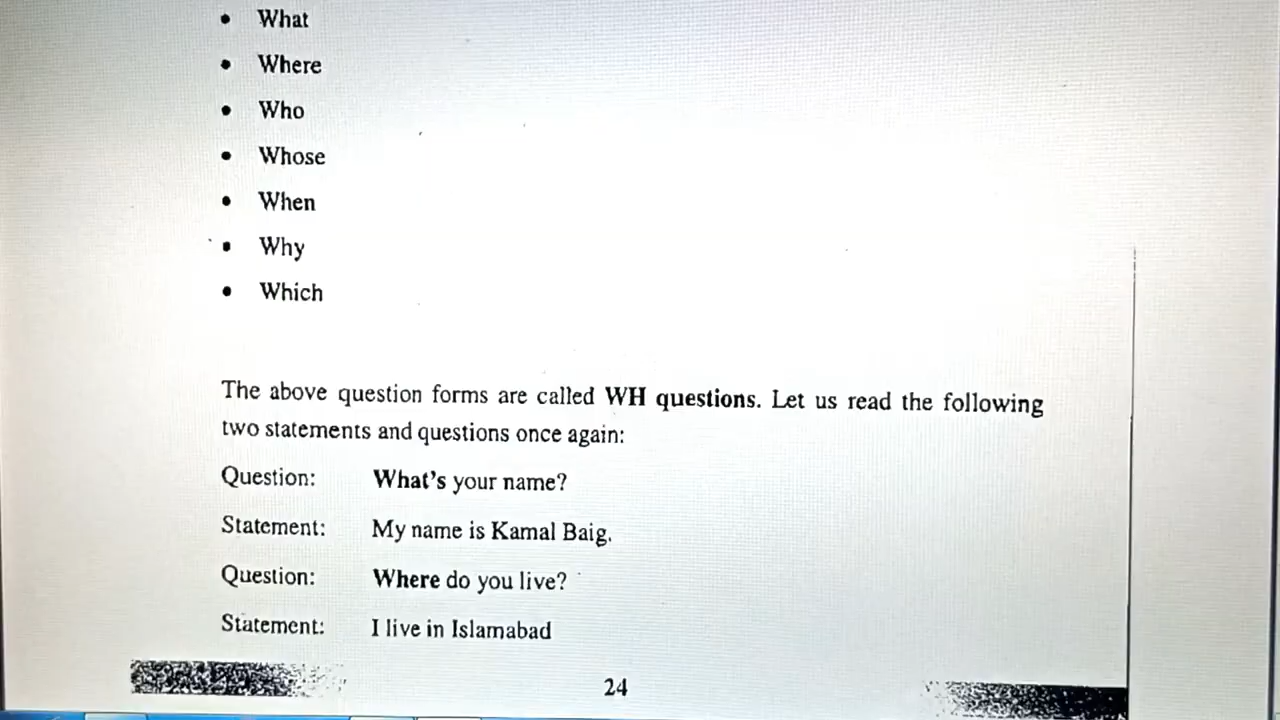 • What
• Where
• Who
• Whose
• When
• Why
• Which
The above question forms are called WH questions. Let us read the following
two statements and questions once again:
Question: What's your name?
Statement: My name is Kamal Baig.
Question: Where do you live?
Statement: I live in Islamabad
24